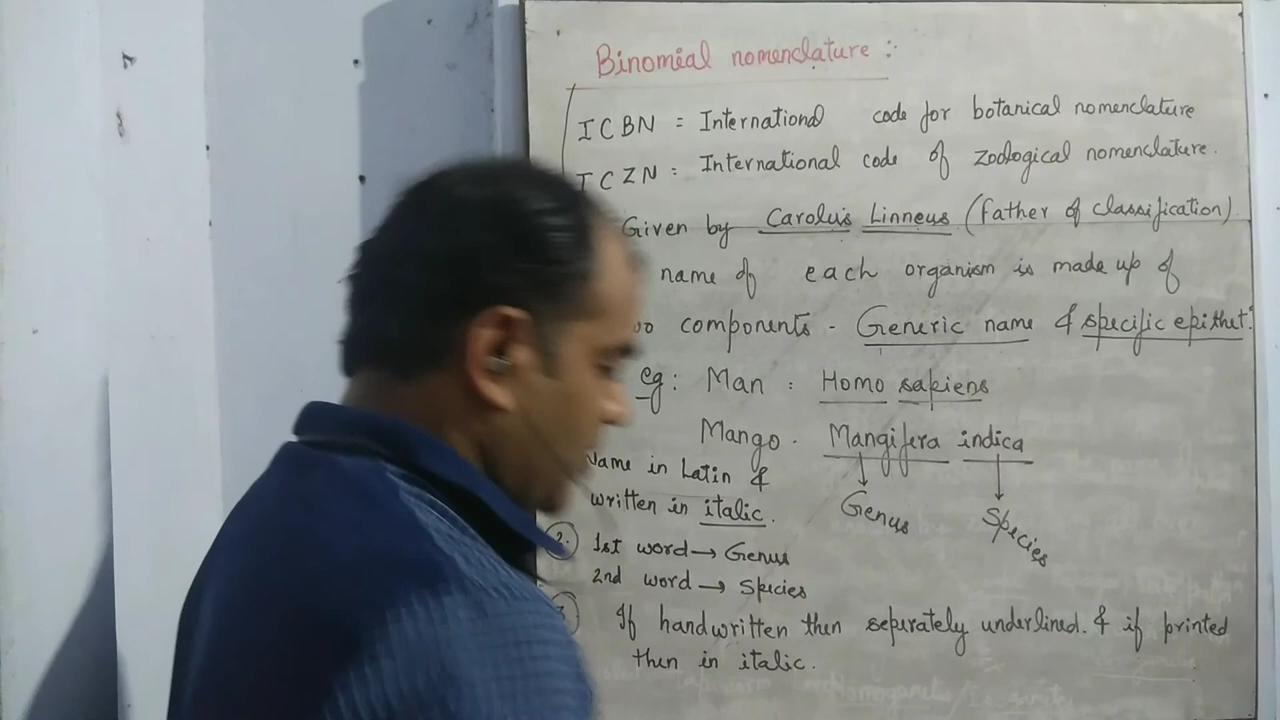 Binomial nomenclature :-
ICBN = International code for botanical nomenclature
ICZN = International code of zoological nomenclature.
Given by Carolus Linneus (father of classification)
name of each organism is made up of
components - Generic name & specific epithet.
eg: Man : Homo sapiens
Mango . Mangifera indica
Genus Species
Name in Latin &
written in italic.
2. 1st word → Genus
2nd word → Species
3 If handwritten then seperately underlined. & if printed
then in italic.